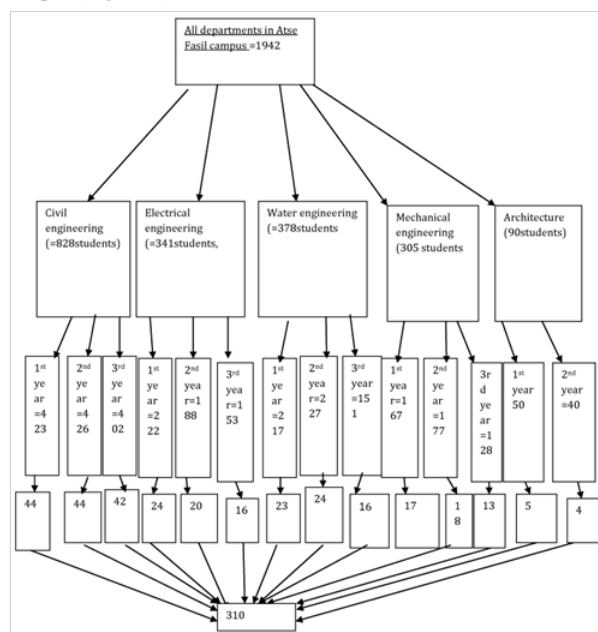 All departments in Atse
Fasil campus =1942
Civil
engineering
(=828students)
Electrical
engineering
(=341students,
Water engineering
(=378students
Mechanical
engineering
(305 students
Architecture
(90students)
1st
ye
ar=4
23
2nd
ye
ar=4
26
3rd
ye
ar=4
02
1st
ye
ar=2
22
2nd
yea
r=1
88
3rd
yea
r=1
53
1st
ye
ar=2
17
2nd
yea
r=2
27
3rd
year
=15
1
1st
yea
r=1
67
2nd
ye
ar=1
77
3r
d
ye
ar
=1
28
1st
year
50
2nd
year
=40
44
44
42
24
20
16
23
24
16
17
1
8
13
5
4
310